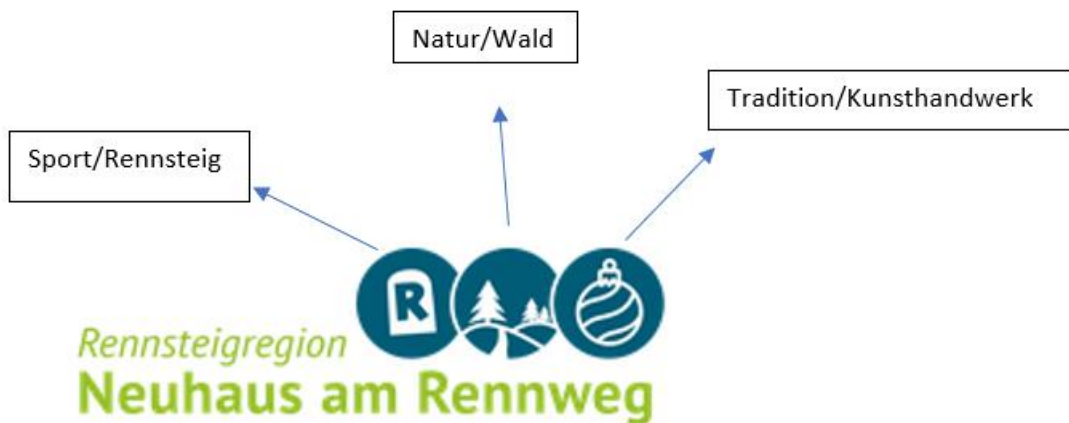 Natur/Wald
Tradition/Kunsthandwerk
Sport/Rennsteig
R
Rennsteigregion
Neuhaus am Rennweg